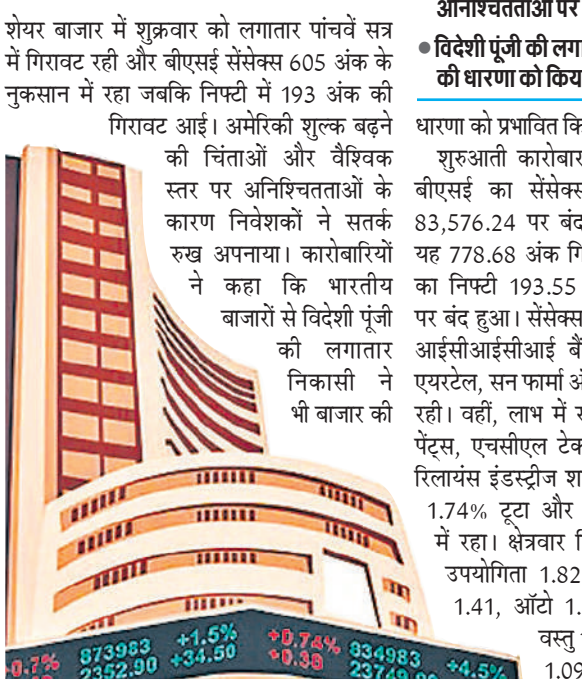 शेयर बाजार में शुक्रवार को लगातार पांचवें सत्र
में गिरावट रही और बीएसई सेंसेक्स 605 अंक के
नुकसान में रहा जबकि निफ्टी में 193 अंक की
गिरावट आई। अमेरिकी शुल्क बढ़ने
की चिंताओं और वैश्विक
स्तर पर अनिश्चितताओं के
कारण निवेशकों ने सतर्क
रुख अपनाया। कारोबारियों
ने कहा कि भारतीय
बाजारों से विदेशी पूंजी
की लगातार
निकासी ने
भी बाजार की
अनिश्चितताओं पर
• विदेशी पूंजी की लगा
की धारणा को किय
धारणा को प्रभावित कि
शुरुआती कारोबार
बीएसई का सेंसेक्स
83,576.24 पर बंद
यह 778.68 अंक गि
का निफ्टी 193.55
पर बंद हुआ। सेंसेक्स
आईसीआईसीआई बैं
एयरटेल, सन फार्मा औ
रही। वहीं, लाभ में
पेंट्स, एचसीएल टेक
रिलायंस इंडस्ट्रीज श
1.74% टूटा और
में रहा। क्षेत्रवार
उपयोगिता 1.82
1.41, ऑटो 1.
वस्तु
1.09
0.7% 873983 +1.5% +0.74% 934983 +4.5%
2352.90 +34.50 +0.38 23749.90